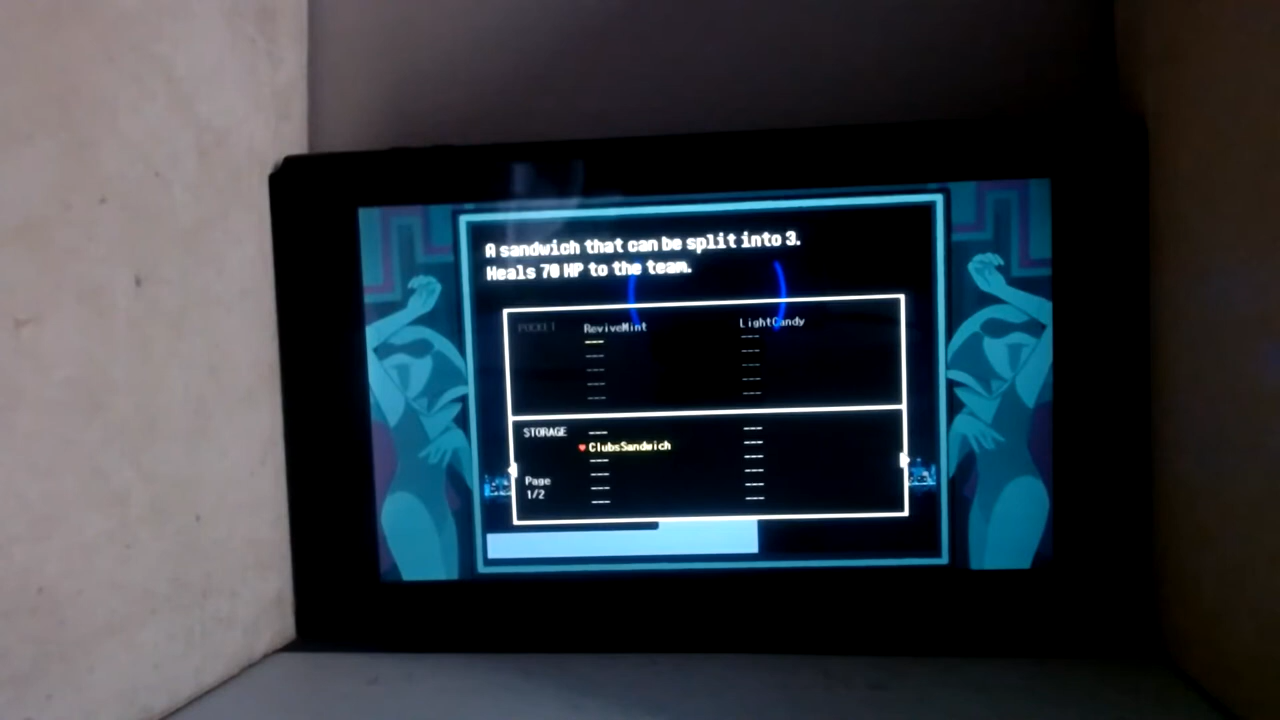 A sandwich that can be split into 3.
Heals 70 HP to the team.
POCKET ReviveMint LightCandy
--- ---
--- ---
--- ---
--- ---
--- ---
STORAGE --- ---
ClubsSandwich ---
--- ---
Page --- ---
1/2 --- ---